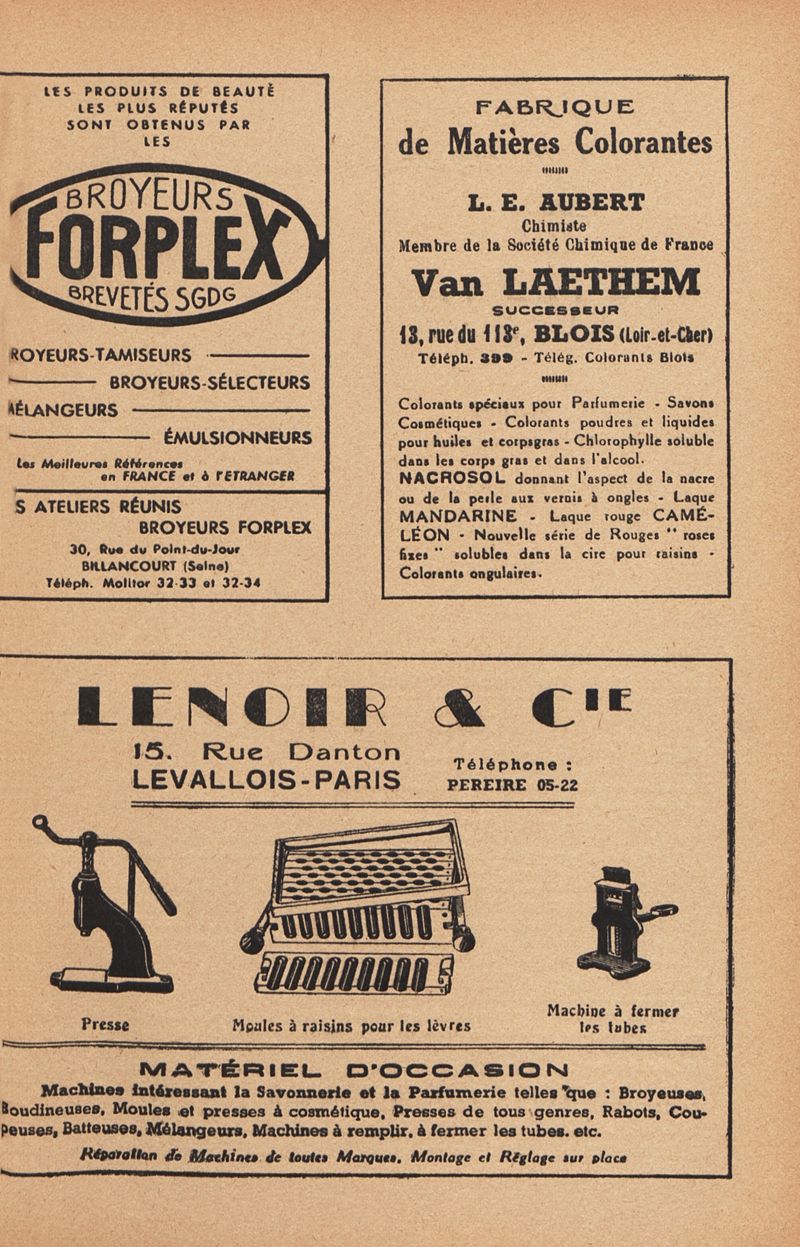 LES PRODUITS DE BEAUTÈ
LES PLUS RÉPUTÉS
SONT OBTENUS PAR
LES
BROYEURS
FORPLEX
BREVETÉS SGDG
ROYEURS-TAMISEURS
BROYEURS-SÉLECTEURS
MÉLANGEURS
ÉMULSIONNEURS
Les Meilleures Références
en FRANCE et à l'ETRANGER
S ATELIERS RÉUNIS
BROYEURS FORPLEX
30, Rue du Point-du-Jour
BILLANCOURT (Seine)
Téléph. Molitor 32-33 et 32-34
FABRIQUE
de Matières Colorantes
L. E. AUBERT
Chimiste
Membre de la Société Chimique de France
Van LAETHEM
SUCCESSEUR
13, rue du 113e, BLOIS (Loir-et-Cher)
Téléph. 399 - Télég. Colorants Blois
Colorants spéciaux pour Parfumerie - Savons
Cosmétiques - Colorants poudres et liquides
pour huiles et corpsgras - Chlorophylle soluble
dans les corps gras et dans l'alcool.
NACROSOL donnant l'aspect de la nacre
ou de la perle aux vernis à ongles - Laque
MANDARINE - Laque rouge CAMÉ-
LÉON - Nouvelle série de Rouges " roses
fixes " solubles dans la cire pour raisins -
Colorants ongulaires.
LENOIR & CIE
15. Rue Danton
LEVALLOIS-PARIS
Téléphone :
PEREIRE 05-22
Presse
Moules à raisins pour les lèvres
Machine à fermer
les tubes
MATÉRIEL D'OCCASION
Machines intéressant la Savonnerie et la Parfumerie telles que : Broyeuses,
Boudineuses, Moules et presses à cosmétique, Presses de tous genres, Rabots, Cou-
peuses, Batteuses, Mélangeurs, Machines à remplir, à fermer les tubes. etc.
Réparation de Machines de toutes Marques, Montage et Réglage sur place